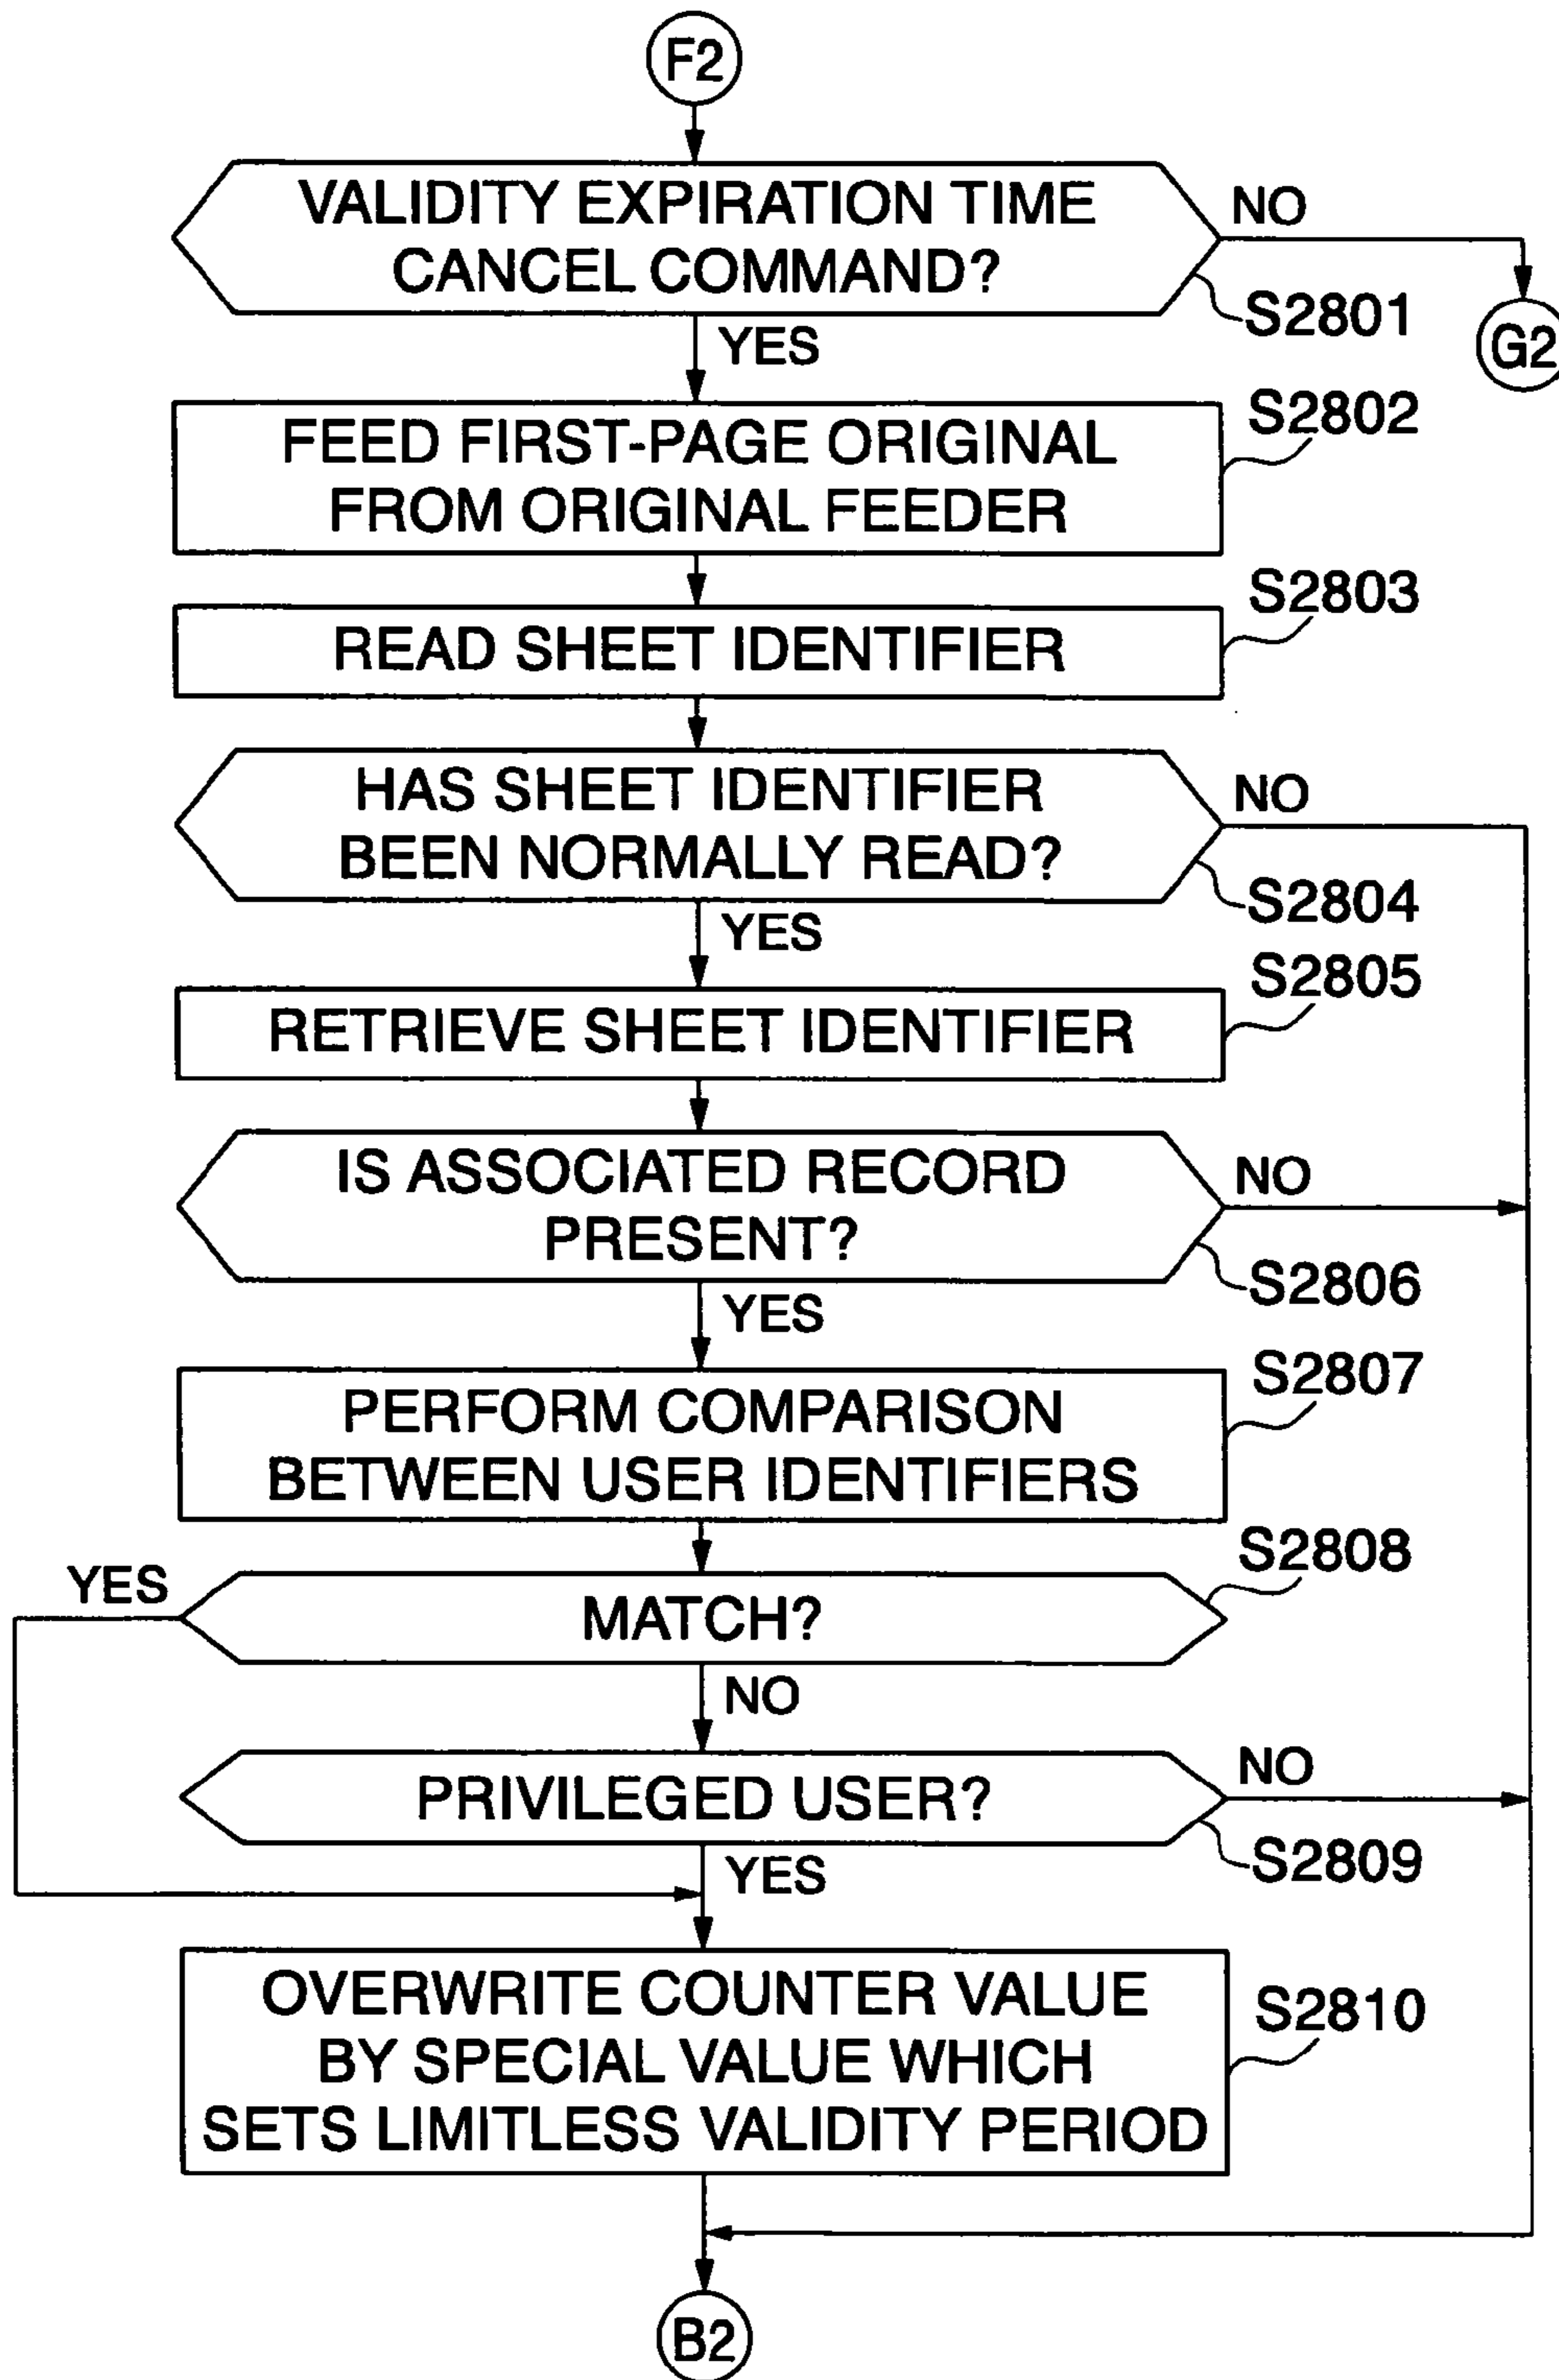 F2
VALIDITY EXPIRATION TIME
CANCEL COMMAND?
NO
S2801
G2
YES
S2802
FEED FIRST-PAGE ORIGINAL
FROM ORIGINAL FEEDER
S2803
READ SHEET IDENTIFIER
HAS SHEET IDENTIFIER
BEEN NORMALLY READ?
NO
S2804
YES
S2805
RETRIEVE SHEET IDENTIFIER
IS ASSOCIATED RECORD
PRESENT?
NO
S2806
YES
S2807
PERFORM COMPARISON
BETWEEN USER IDENTIFIERS
S2808
YES
MATCH?
NO
PRIVILEGED USER?
NO
S2809
YES
OVERWRITE COUNTER VALUE
BY SPECIAL VALUE WHICH
SETS LIMITLESS VALIDITY PERIOD
S2810
B2